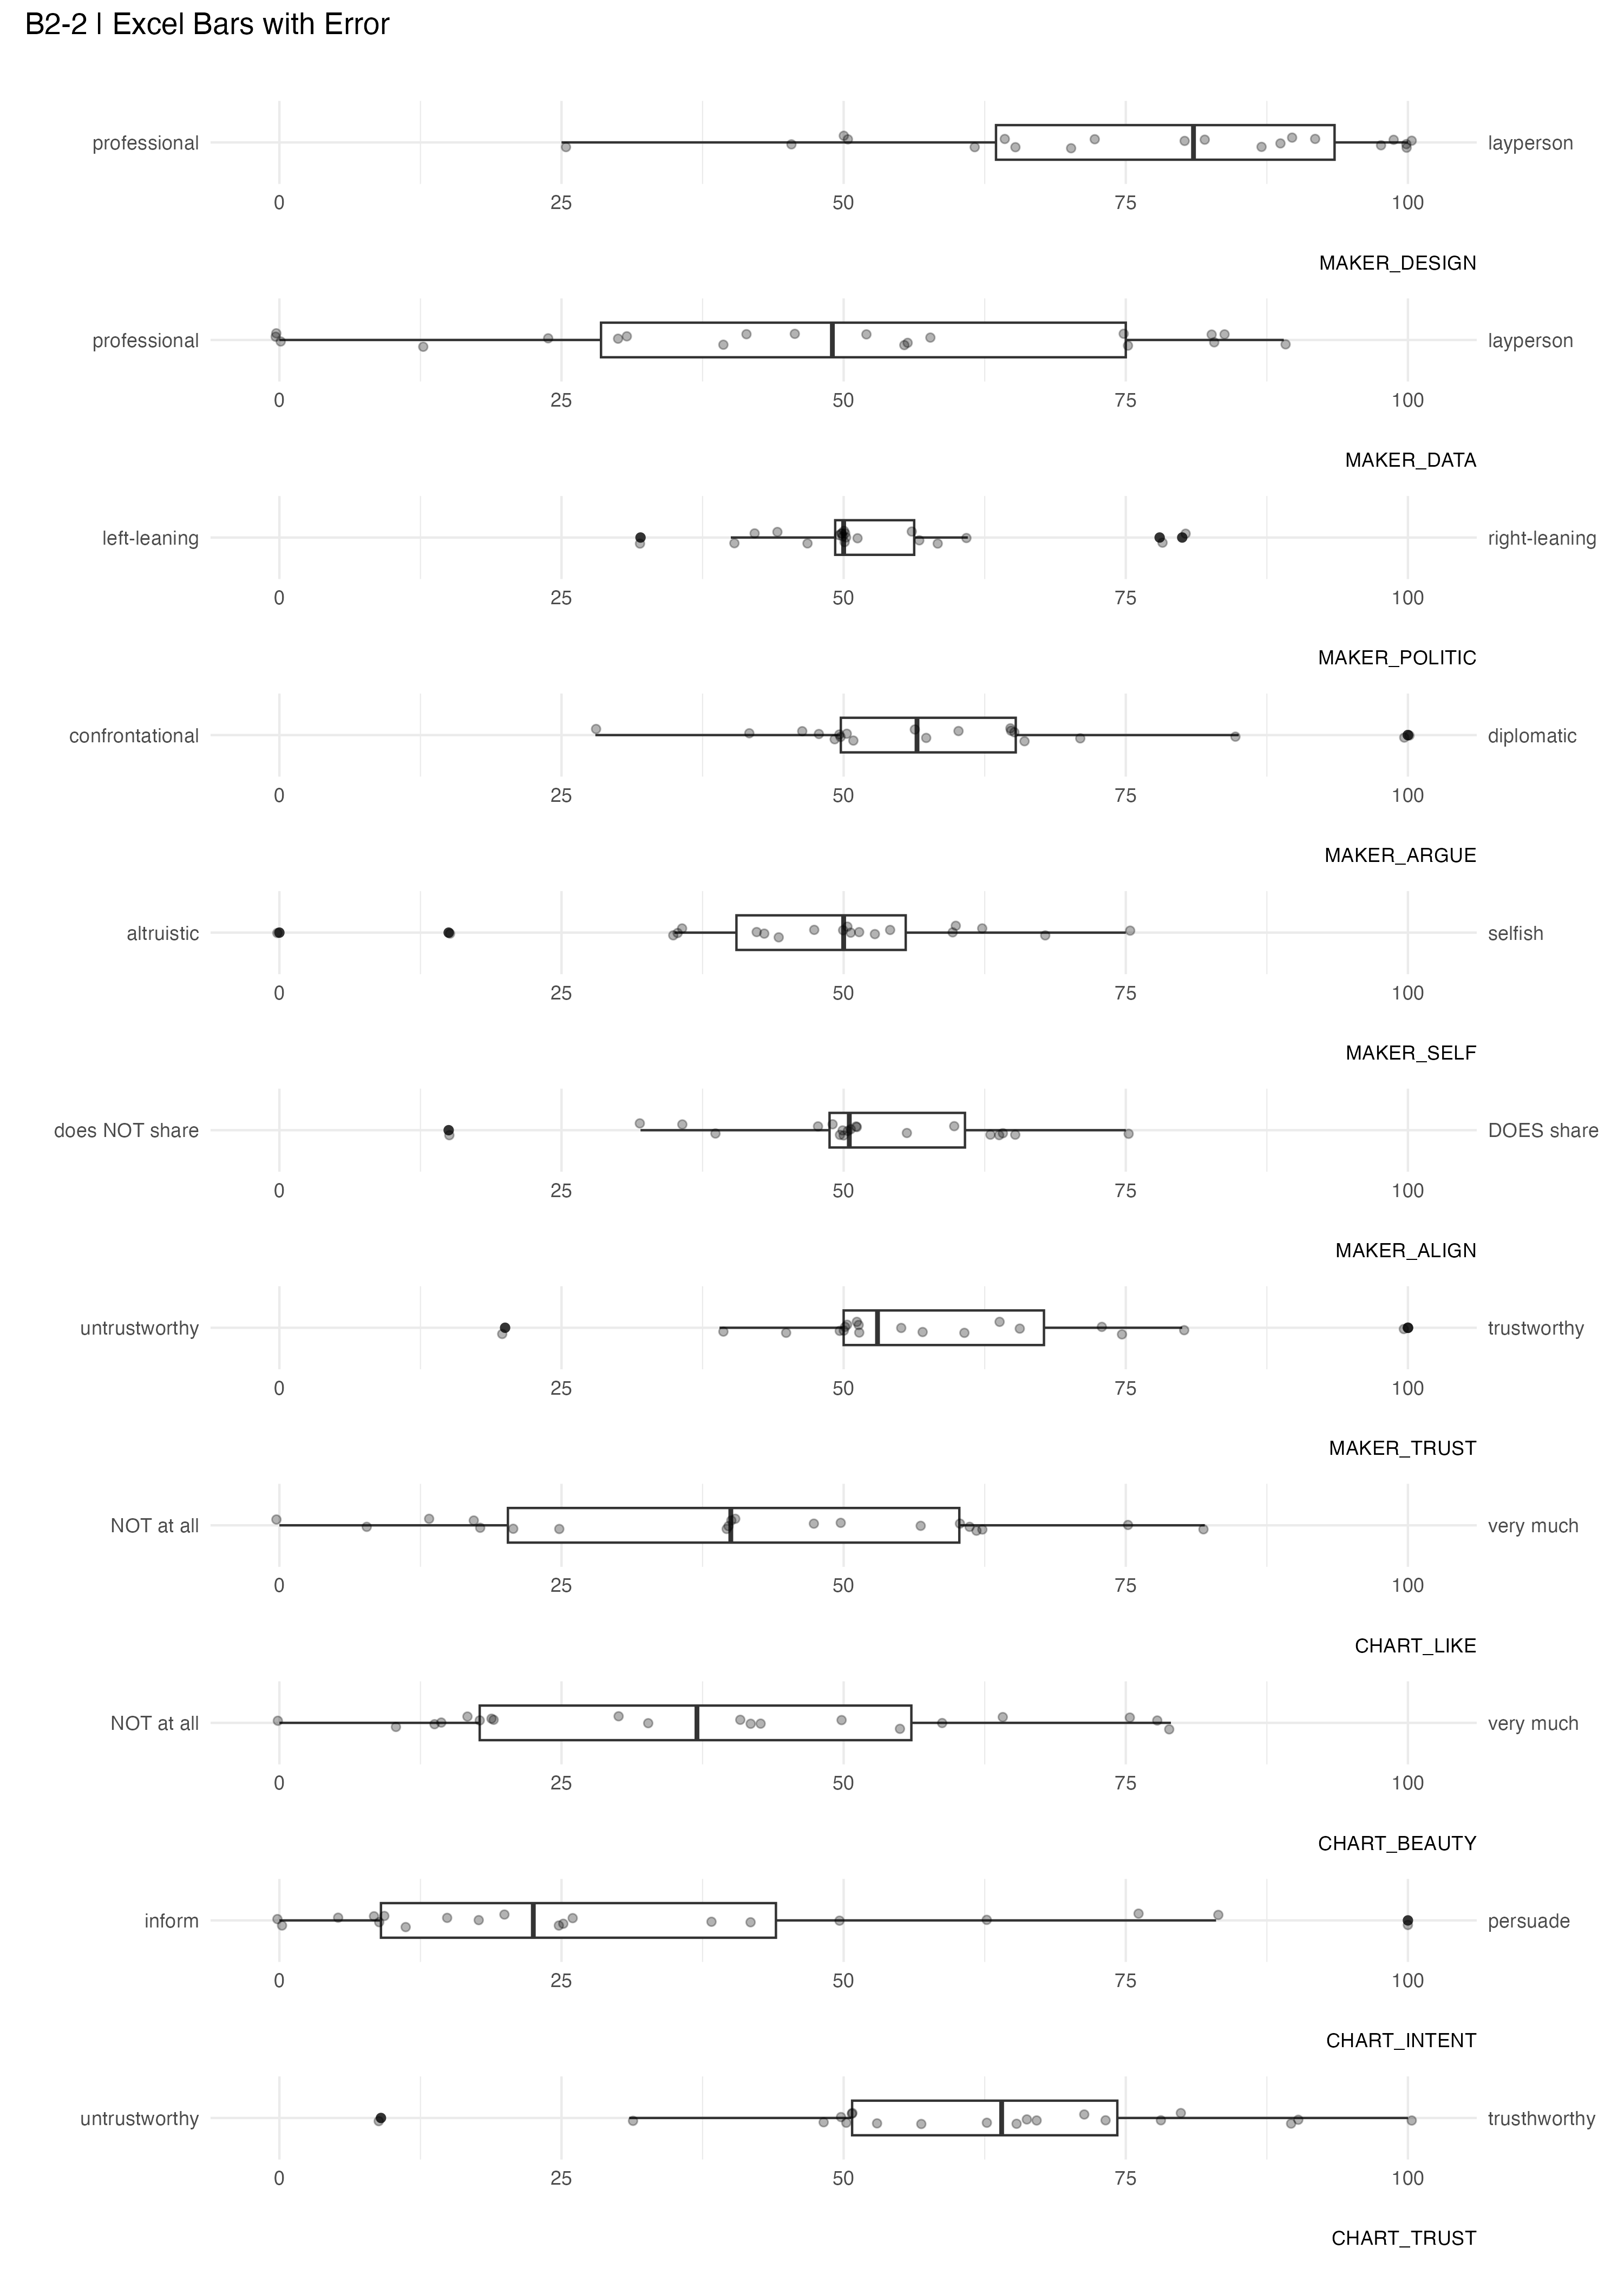 B2-2 | Excel Bars with Error
professional layperson
0 25 50 75 100
MAKER_DESIGN
professional layperson
0 25 50 75 100
MAKER_DATA
left-leaning right-leaning
0 25 50 75 100
MAKER_POLITIC
confrontational diplomatic
0 25 50 75 100
MAKER_ARGUE
altruistic selfish
0 25 50 75 100
MAKER_SELF
does NOT share DOES share
0 25 50 75 100
MAKER_ALIGN
untrustworthy trustworthy
0 25 50 75 100
MAKER_TRUST
NOT at all very much
0 25 50 75 100
CHART_LIKE
NOT at all very much
0 25 50 75 100
CHART_BEAUTY
inform persuade
0 25 50 75 100
CHART_INTENT
untrustworthy trusthworthy
0 25 50 75 100
CHART_TRUST